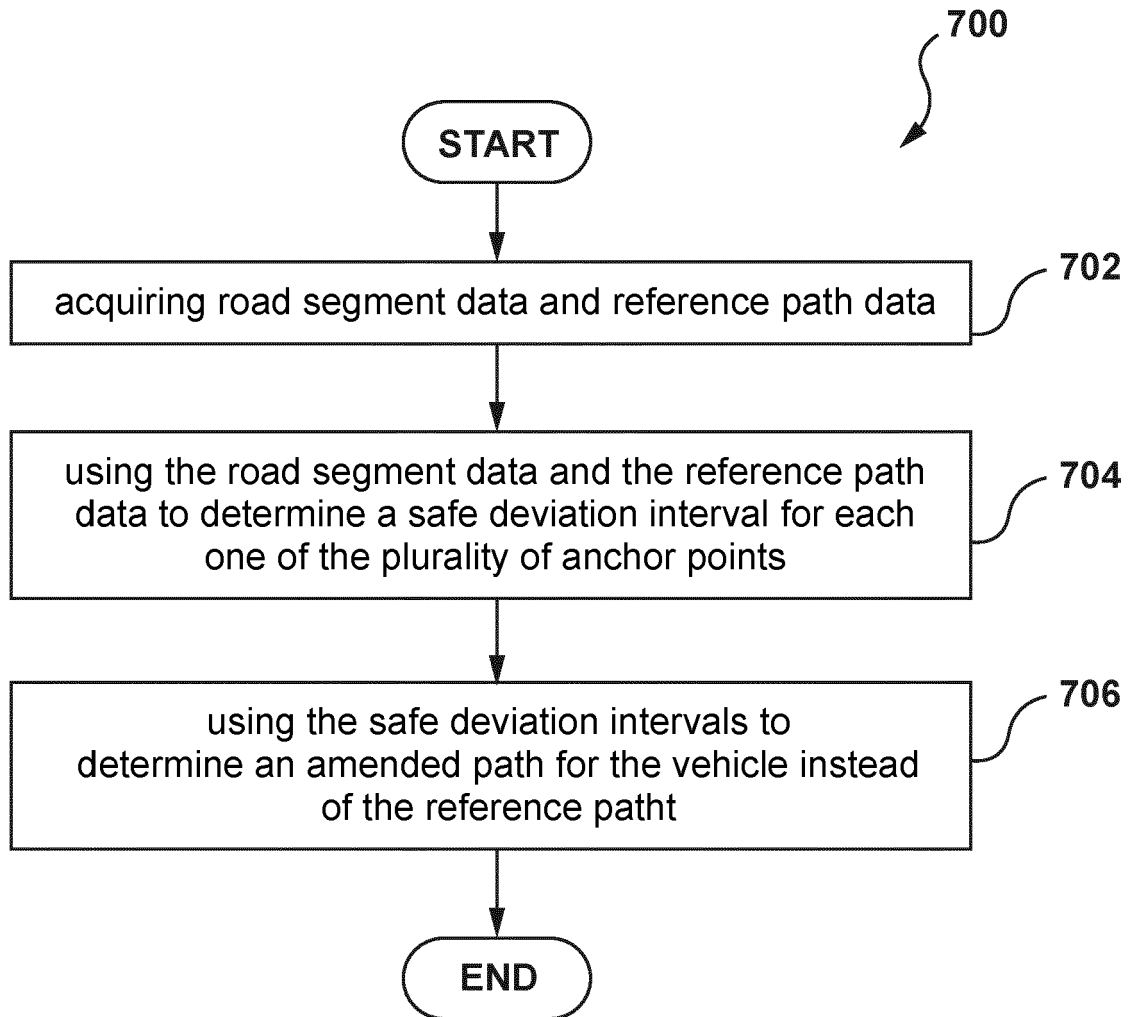 700
START
acquiring road segment data and reference path data
702
using the road segment data and the reference path
data to determine a safe deviation interval for each
one of the plurality of anchor points
704
using the safe deviation intervals to
determine an amended path for the vehicle instead
of the reference patht
706
END